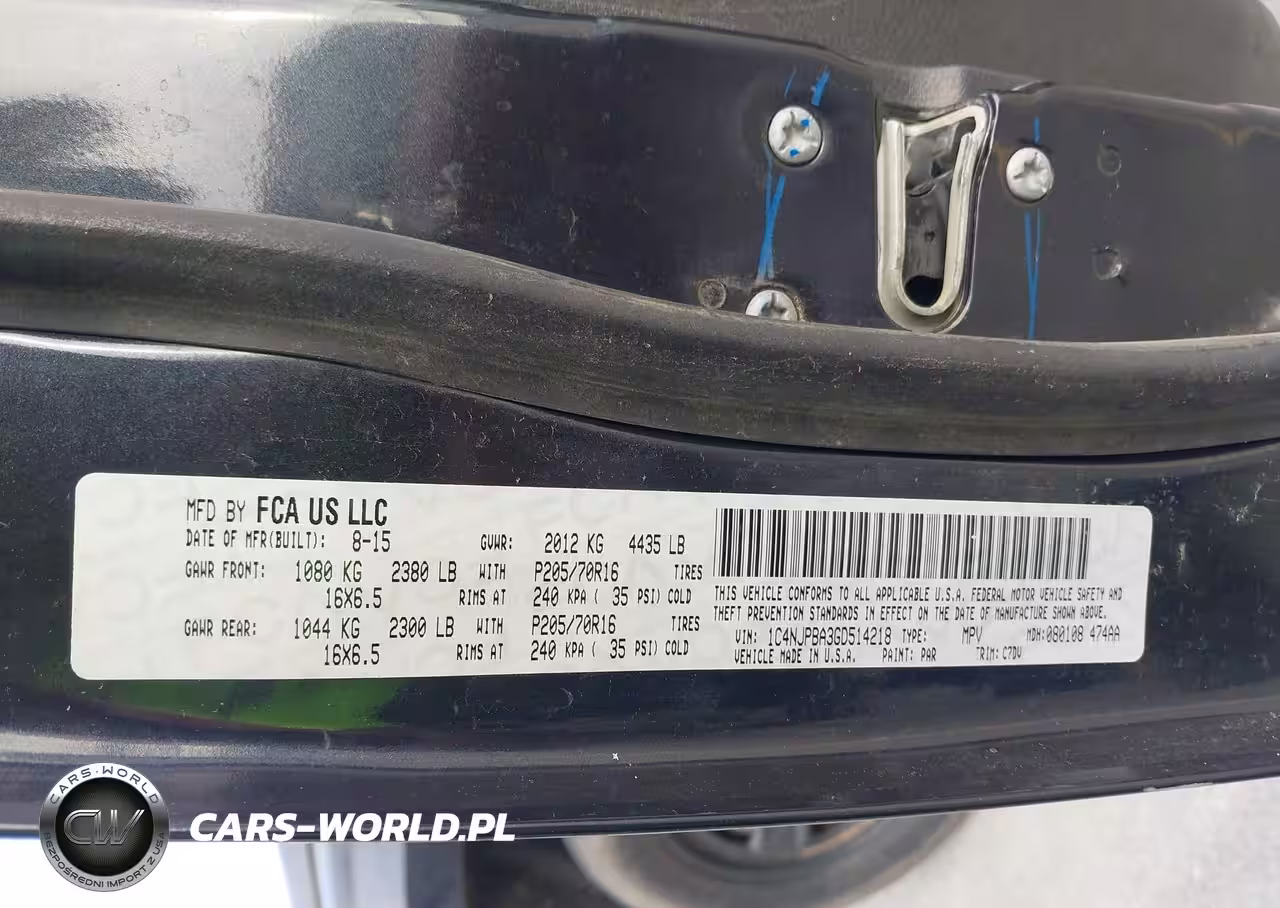 MFD BY FCA US LLC
DATE OF MFR(BUILT): 8-15 GVWR: 2012 KG 4435 LB
GAWR FRONT: 1080 KG 2380 LB WITH P205/70R16 TIRES
16X6.5 RIMS AT 240 KPA ( 35 PSI) COLD
GAWR REAR: 1044 KG 2300 LB WITH P205/70R16 TIRES
16X6.5 RIMS AT 240 KPA ( 35 PSI) COLD
THIS VEHICLE CONFORMS TO ALL APPLICABLE U.S.A. FEDERAL MOTOR VEHICLE SAFETY AND
THEFT PREVENTION STANDARDS IN EFFECT ON THE DATE OF MANUFACTURE SHOWN ABOVE.
VIN: 1C4NJPBA3GD514218 TYPE: MPV MDH:080108 474AA
VEHICLE MADE IN U.S.A. PAINT: PAR TRIM: C7DV
CARS-WORLD
CW
BEZPOŚREDNI IMPORT Z USA
CARS-WORLD.PL